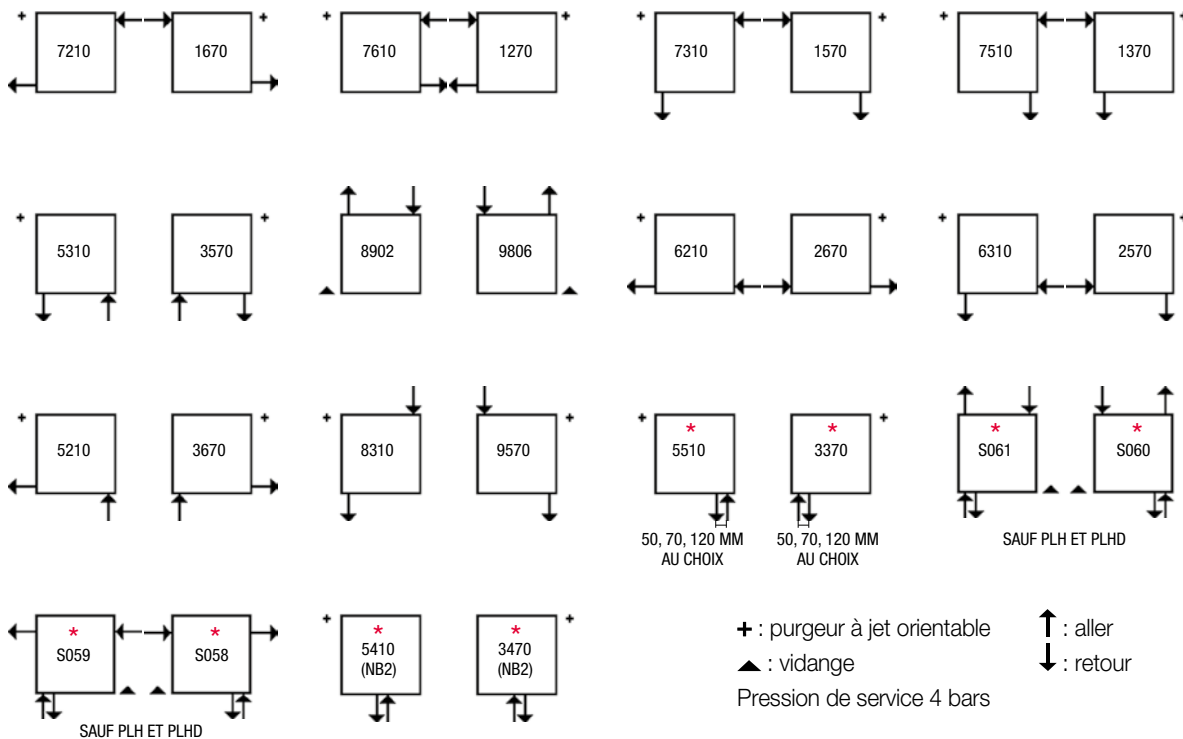 7210 1670 7610 1270 7310 1570 7510 1370
5310 3570 8902 9806 6210 2670 6310 2570
5210 3670 8310 9570 * 5510 * 3370 * S061 * S060
50, 70, 120 MM
AU CHOIX
50, 70, 120 MM
AU CHOIX
SAUF PLH ET PLHD
* S059 * S058
SAUF PLH ET PLHD
* 5410
(NB2)
* 3470
(NB2)
+ : purgeur à jet orientable
▲ : vidange
Pression de service 4 bars
↑ : aller
↓ : retour